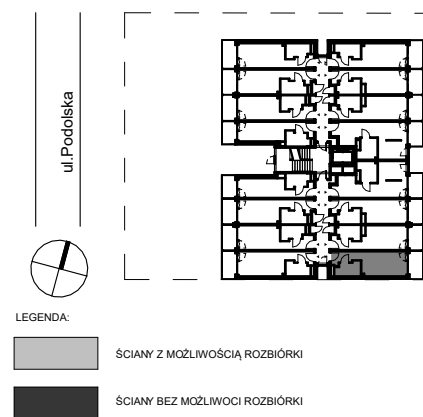 ul.Podolska
LEGENDA:
ŚCIANY Z MOŻLIWOŚCIĄ ROZBIÓRKI
ŚCIANY BEZ MOŻLIWOCI ROZBIÓRKI